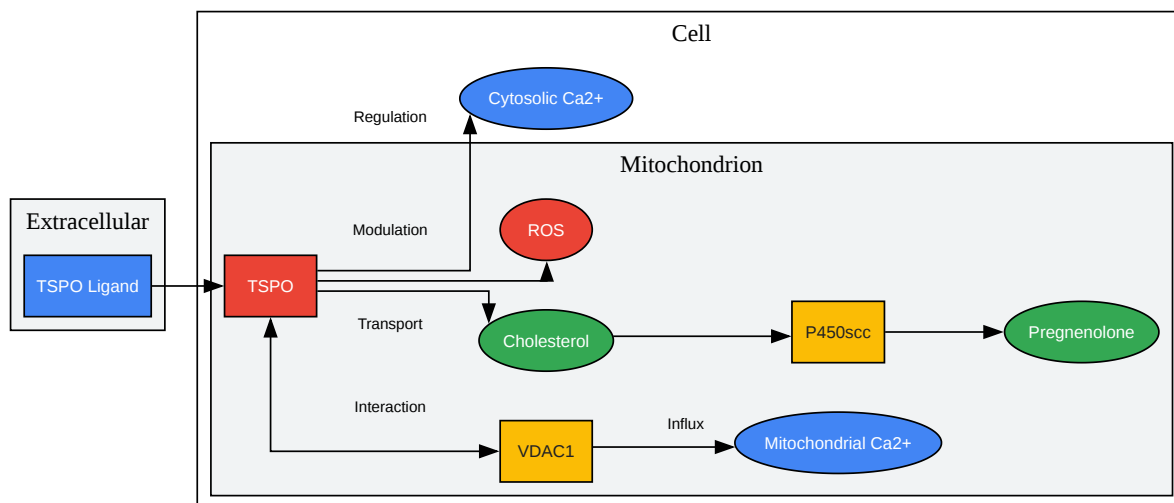 Cell
Cytosolic Ca2+
Regulation
Mitochondrion
Extracellular
TSPO Ligand
Modulation
ROS
TSPO
Transport
Cholesterol
P450scc
Pregnenolone
Interaction
VDAC1
Influx
Mitochondrial Ca2+